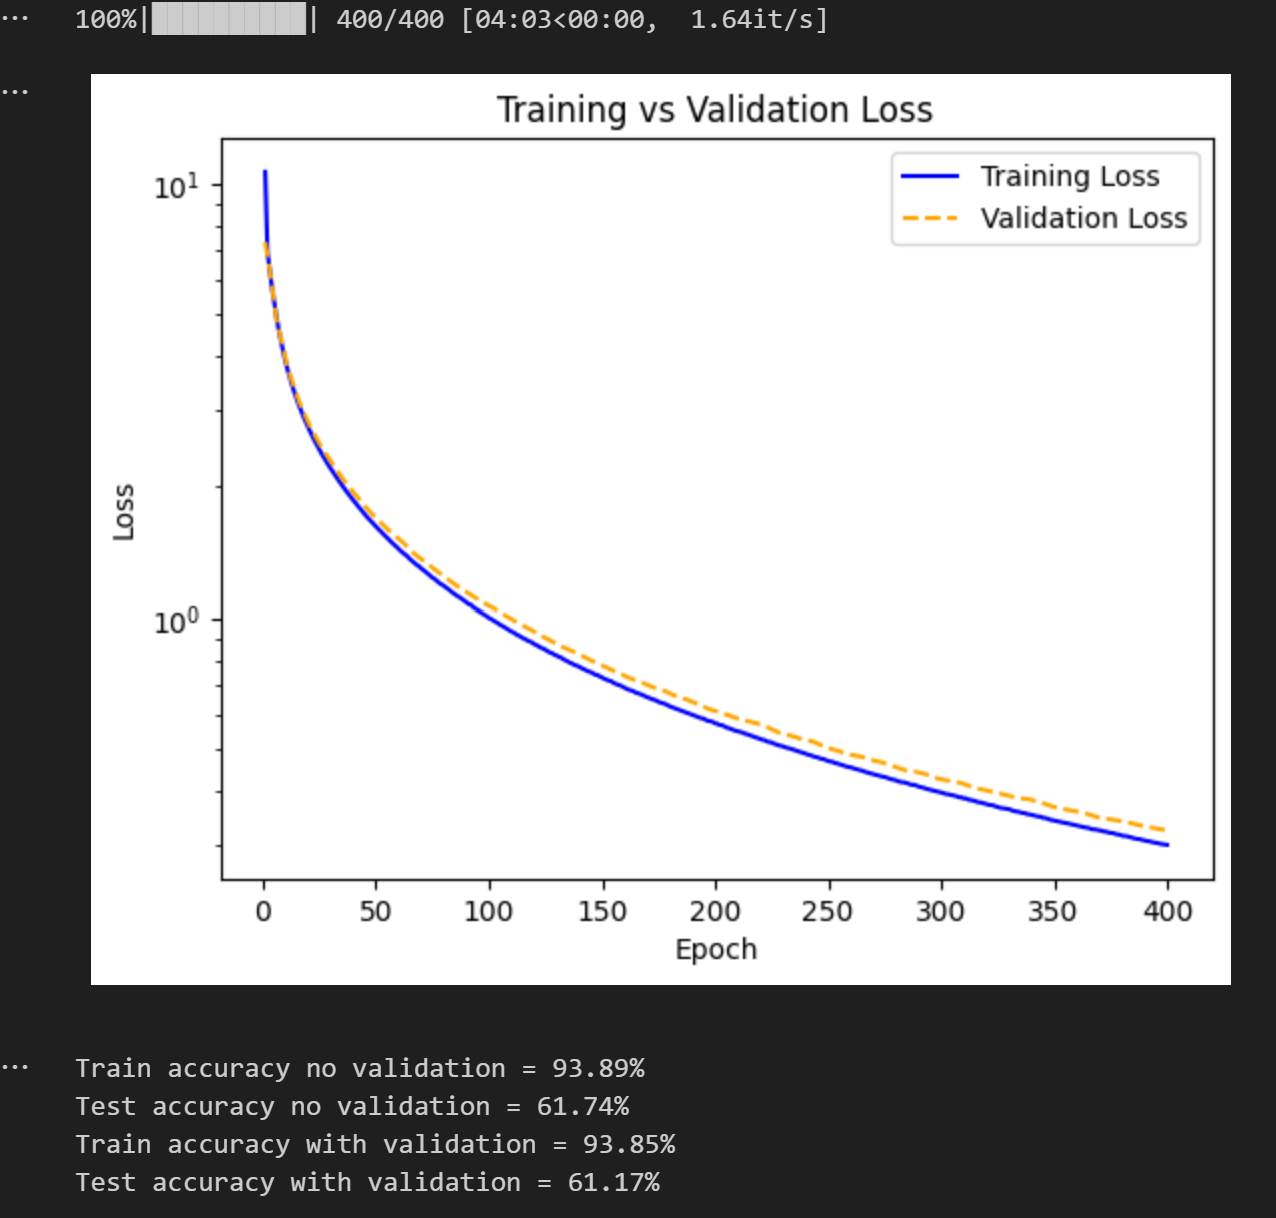 ...
100%|██████████| 400/400 [04:03<00:00,  1.64it/s]
...
Training vs Validation Loss
Training Loss
Validation Loss
10¹
10⁰
Loss
0 50 100 150 200 250 300 350 400
Epoch
...
Train accuracy no validation = 93.89%
Test accuracy no validation = 61.74%
Train accuracy with validation = 93.85%
Test accuracy with validation = 61.17%